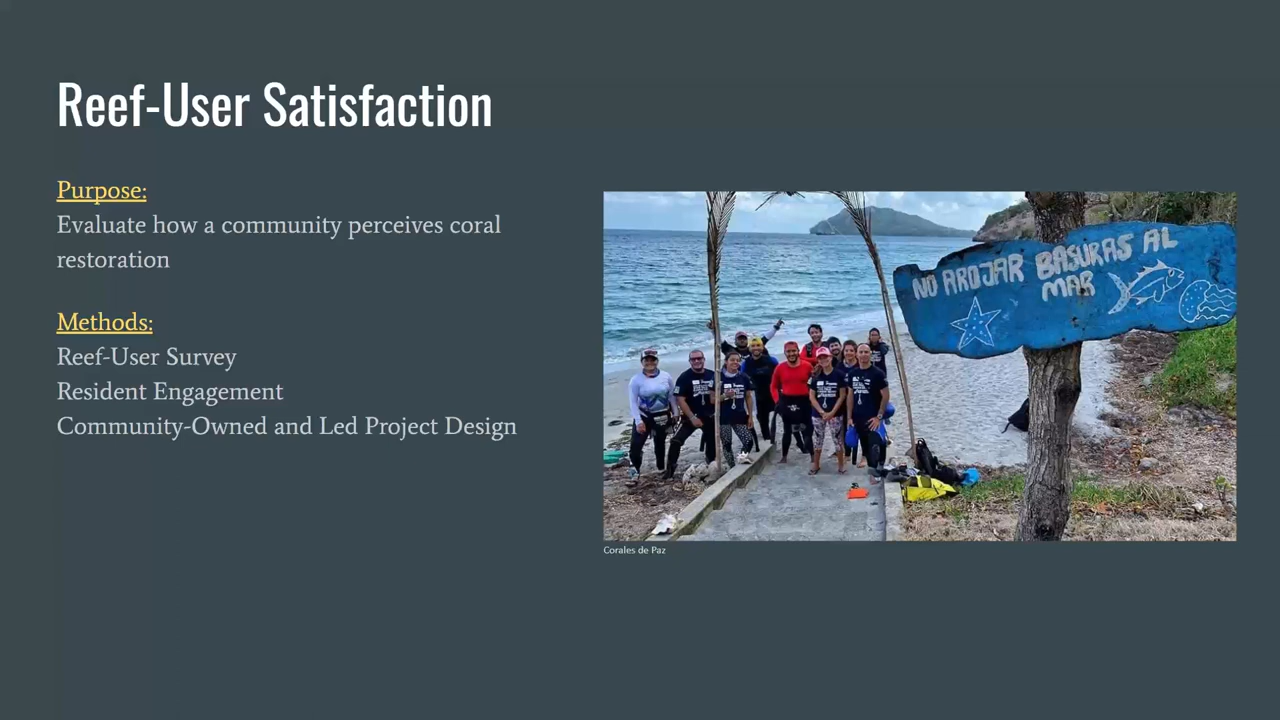 Reef-User Satisfaction
Purpose:
Evaluate how a community perceives coral
restoration
Methods:
Reef-User Survey
Resident Engagement
Community-Owned and Led Project Design
NO AROJAR BASURAS AL
MAR
Corales de Paz